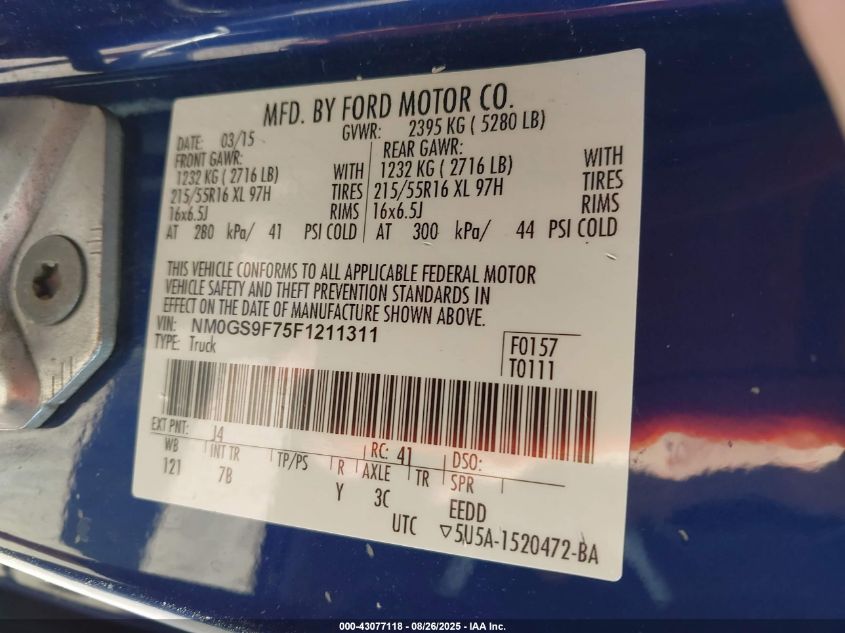 MFD. BY FORD MOTOR CO.
DATE: 03/15 GVWR: 2395 KG ( 5280 LB)
FRONT GAWR: REAR GAWR:
1232 KG (2716 LB) WITH 1232 KG (2716 LB) WITH
215/55R16 XL 97H TIRES 215/55R16 XL 97H TIRES
16x6.5J RIMS 16x6.5J RIMS
AT 280 kPa/ 41 PSI COLD AT 300 kPa/ 44 PSI COLD
THIS VEHICLE CONFORMS TO ALL APPLICABLE FEDERAL MOTOR
VEHICLE SAFETY AND THEFT PREVENTION STANDARDS IN
EFFECT ON THE DATE OF MANUFACTURE SHOWN ABOVE.
VIN: NM0GS9F75F1211311
TYPE: Truck
F0157
T0111
EXT PNT: J4 RC: 41 DSO:
WB INT TR TP/PS R AXLE TR SPR
121 7B Y 3C EEDD
UTC ▽5U5A-1520472-BA
000-43077118 - 08/26/2025 - IAA Inc.